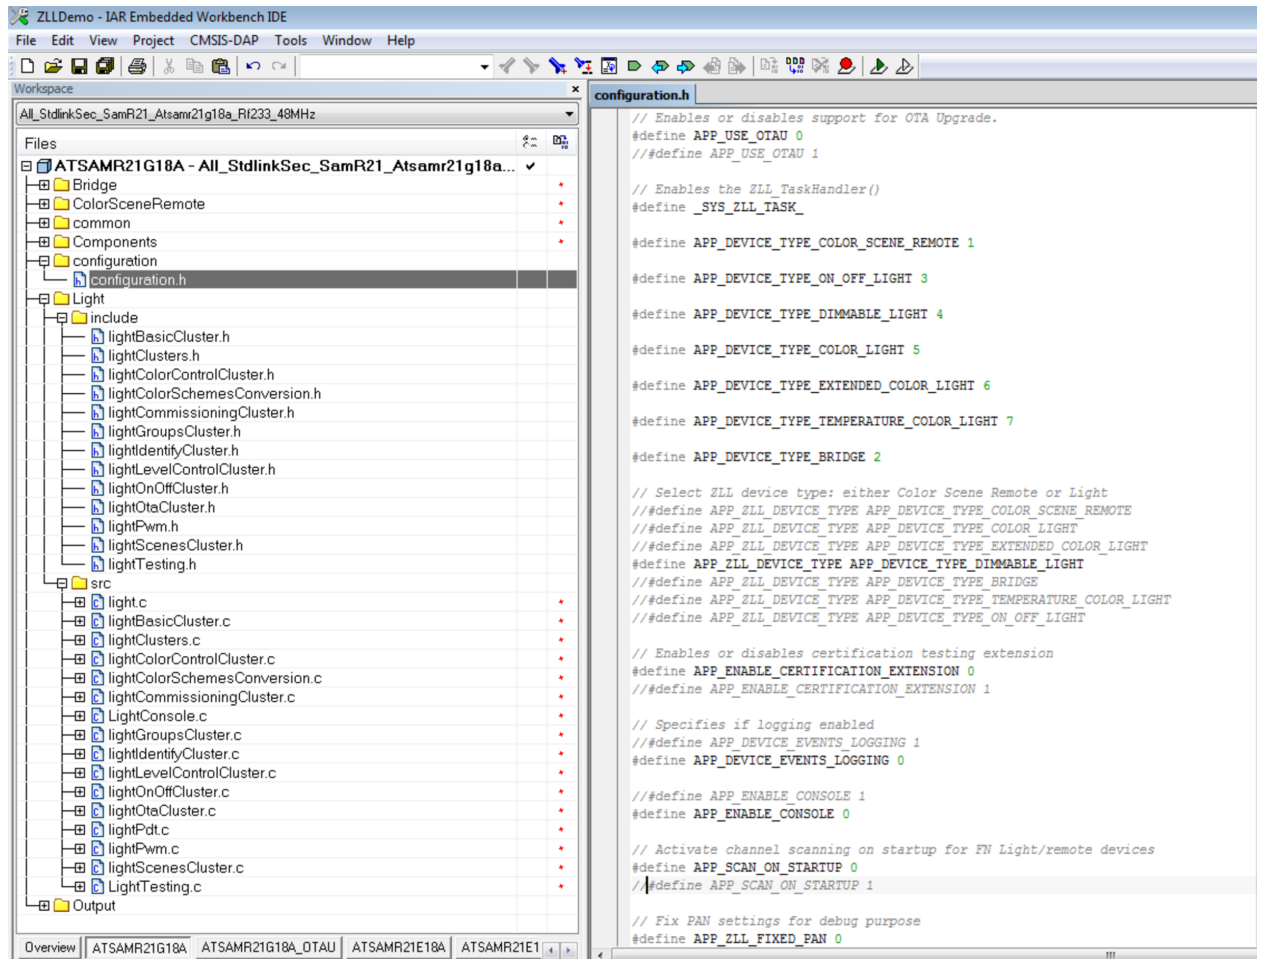 ZLLDemo - IAR Embedded Workbench IDE
File Edit View Project CMSIS-DAP Tools Window Help
Workspace
All_StdlinkSec_SamR21_Atsamr21g18a_Rf233_48MHz
Files
ATSAMR21G18A - All_StdlinkSec_SamR21_Atsamr21g18a...
Bridge
ColorSceneRemote
common
Components
configuration
configuration.h
Light
include
lightBasicCluster.h
lightClusters.h
lightColorControlCluster.h
lightColorSchemesConversion.h
lightCommissioningCluster.h
lightGroupsCluster.h
lightIdentifyCluster.h
lightLevelControlCluster.h
lightOnOffCluster.h
lightOtaCluster.h
lightPwm.h
lightScenesCluster.h
lightTesting.h
src
light.c
lightBasicCluster.c
lightClusters.c
lightColorControlCluster.c
lightColorSchemesConversion.c
lightCommissioningCluster.c
LightConsole.c
lightGroupsCluster.c
lightIdentifyCluster.c
lightLevelControlCluster.c
lightOnOffCluster.c
lightOtaCluster.c
lightPdt.c
lightPwm.c
lightScenesCluster.c
LightTesting.c
Output
Overview ATSAMR21G18A ATSAMR21G18A_OTAU ATSAMR21E18A ATSAMR21E1
configuration.h
// Enables or disables support for OTA Upgrade.
#define APP_USE_OTAU 0
//#define APP_USE_OTAU 1
// Enables the ZLL_TaskHandler()
#define _SYS_ZLL_TASK_
#define APP_DEVICE_TYPE_COLOR_SCENE_REMOTE 1
#define APP_DEVICE_TYPE_ON_OFF_LIGHT 3
#define APP_DEVICE_TYPE_DIMMABLE_LIGHT 4
#define APP_DEVICE_TYPE_COLOR_LIGHT 5
#define APP_DEVICE_TYPE_EXTENDED_COLOR_LIGHT 6
#define APP_DEVICE_TYPE_TEMPERATURE_COLOR_LIGHT 7
#define APP_DEVICE_TYPE_BRIDGE 2
// Select ZLL device type: either Color Scene Remote or Light
//#define APP_ZLL_DEVICE_TYPE APP_DEVICE_TYPE_COLOR_SCENE_REMOTE
//#define APP_ZLL_DEVICE_TYPE APP_DEVICE_TYPE_COLOR_LIGHT
//#define APP_ZLL_DEVICE_TYPE APP_DEVICE_TYPE_EXTENDED_COLOR_LIGHT
#define APP_ZLL_DEVICE_TYPE APP_DEVICE_TYPE_DIMMABLE_LIGHT
//#define APP_ZLL_DEVICE_TYPE APP_DEVICE_TYPE_BRIDGE
//#define APP_ZLL_DEVICE_TYPE APP_DEVICE_TYPE_TEMPERATURE_COLOR_LIGHT
//#define APP_ZLL_DEVICE_TYPE APP_DEVICE_TYPE_ON_OFF_LIGHT
// Enables or disables certification testing extension
#define APP_ENABLE_CERTIFICATION_EXTENSION 0
//#define APP_ENABLE_CERTIFICATION_EXTENSION 1
// Specifies if logging enabled
//#define APP_DEVICE_EVENTS_LOGGING 1
#define APP_DEVICE_EVENTS_LOGGING 0
//#define APP_ENABLE_CONSOLE 1
#define APP_ENABLE_CONSOLE 0
// Activate channel scanning on startup for FN Light/remote devices
#define APP_SCAN_ON_STARTUP 0
//#define APP_SCAN_ON_STARTUP 1
// Fix PAN settings for debug purpose
#define APP_ZLL_FIXED_PAN 0